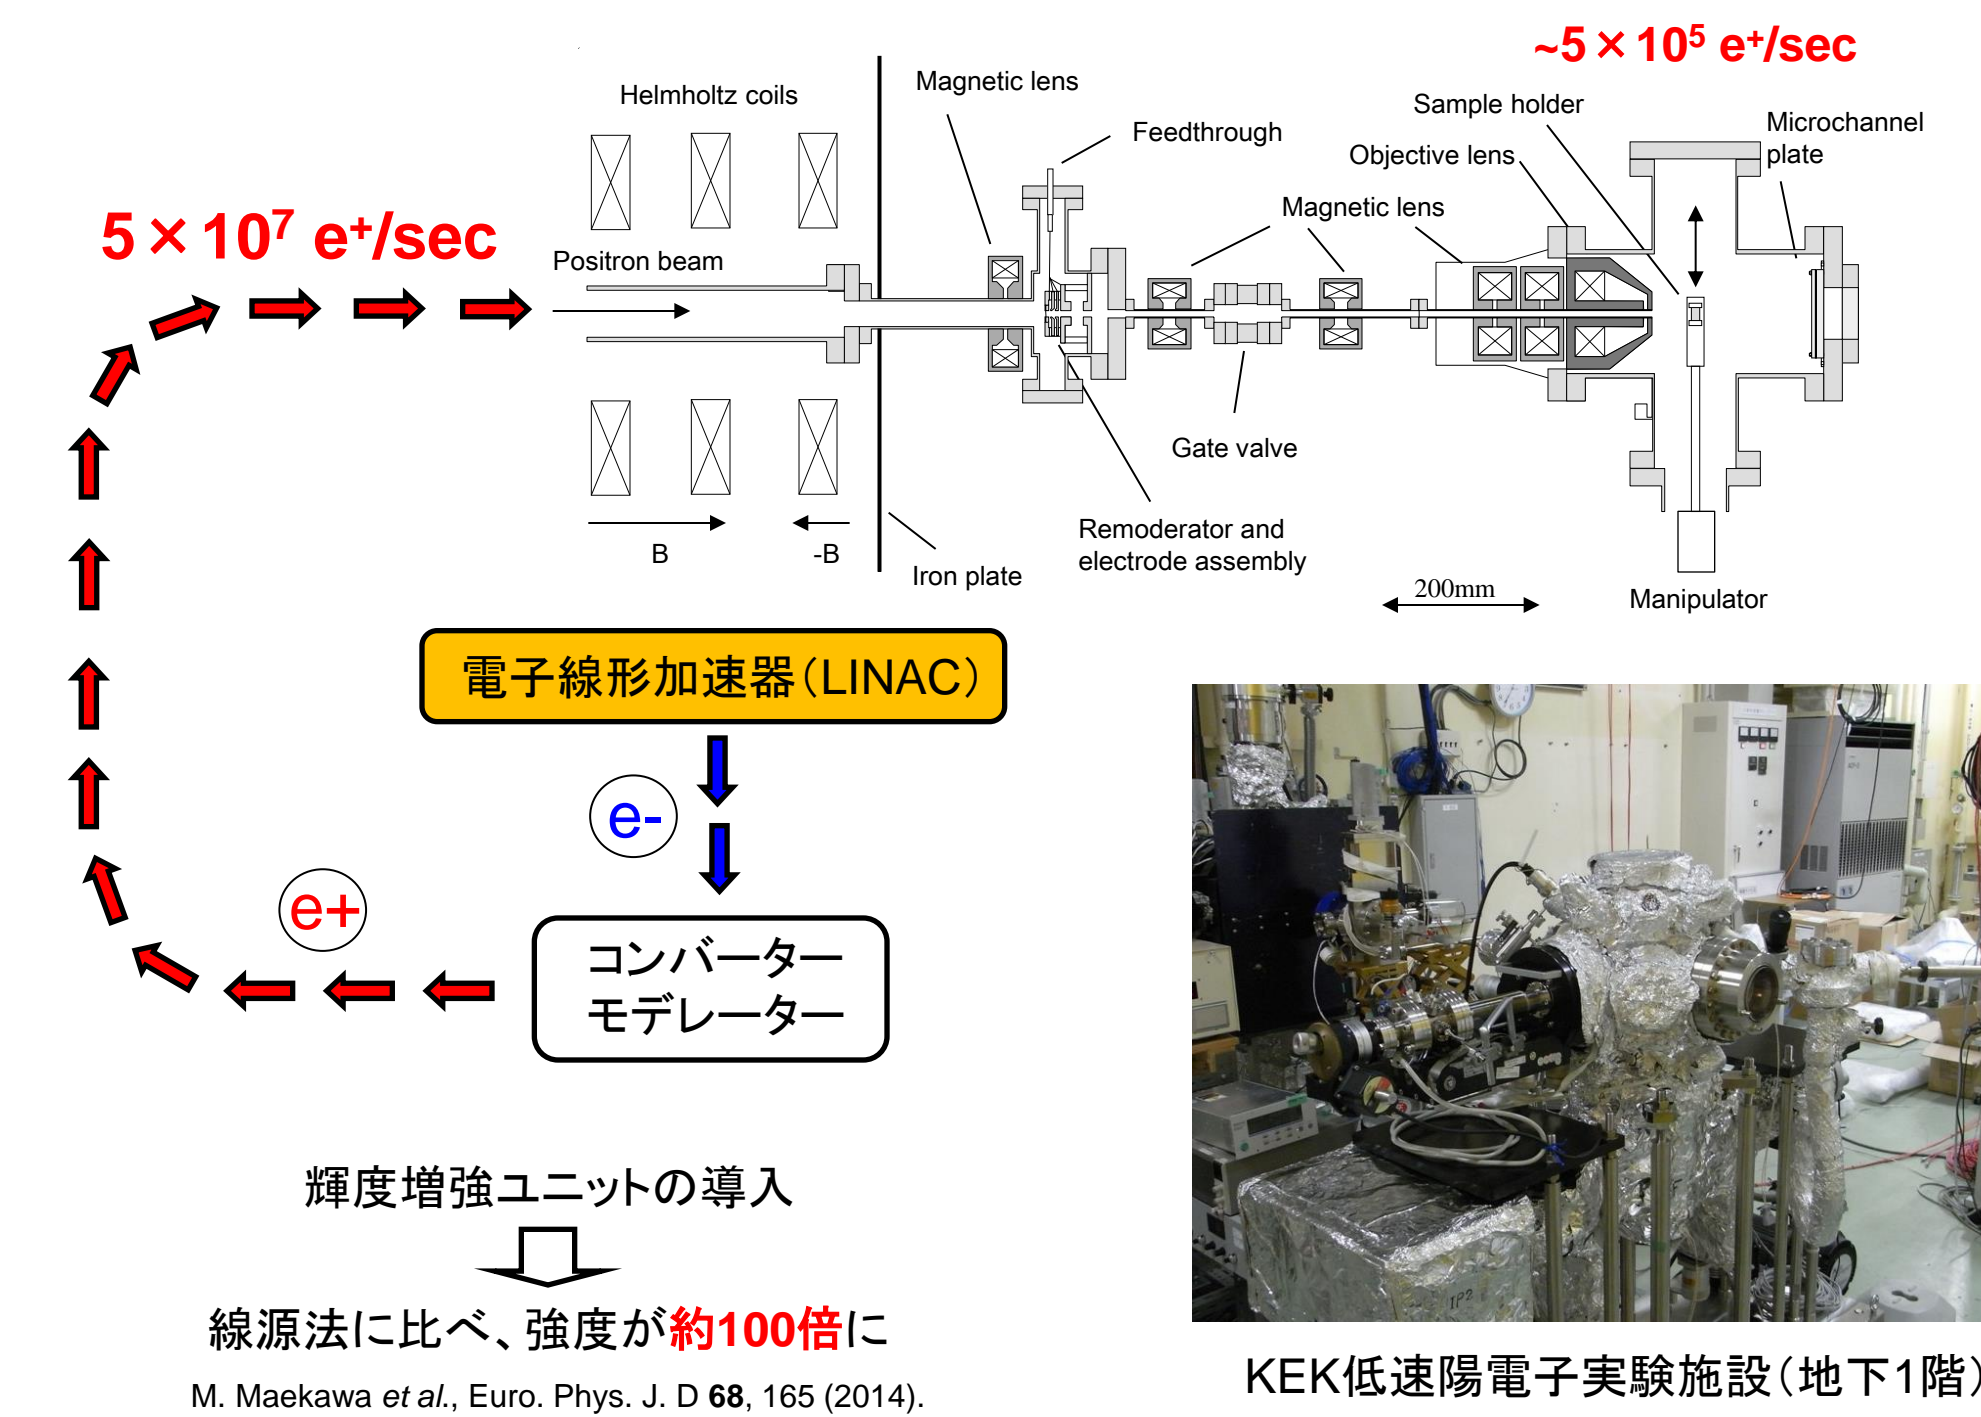 ~5×10⁵ e⁺/sec
Helmholtz coils
Magnetic lens
Feedthrough
Sample holder
Microchannel
plate
Objective lens
Magnetic lens
5×10⁷ e⁺/sec
Positron beam
Gate valve
Remoderator and
electrode assembly
B
-B
Iron plate
200mm
Manipulator
電子線形加速器(LINAC)
e-
e+
コンバーター
モデレーター
IP2
輝度増強ユニットの導入
線源法に比べ、強度が約100倍に
M. Maekawa et al., Euro. Phys. J. D 68, 165 (2014).
KEK低速陽電子実験施設(地下1階)